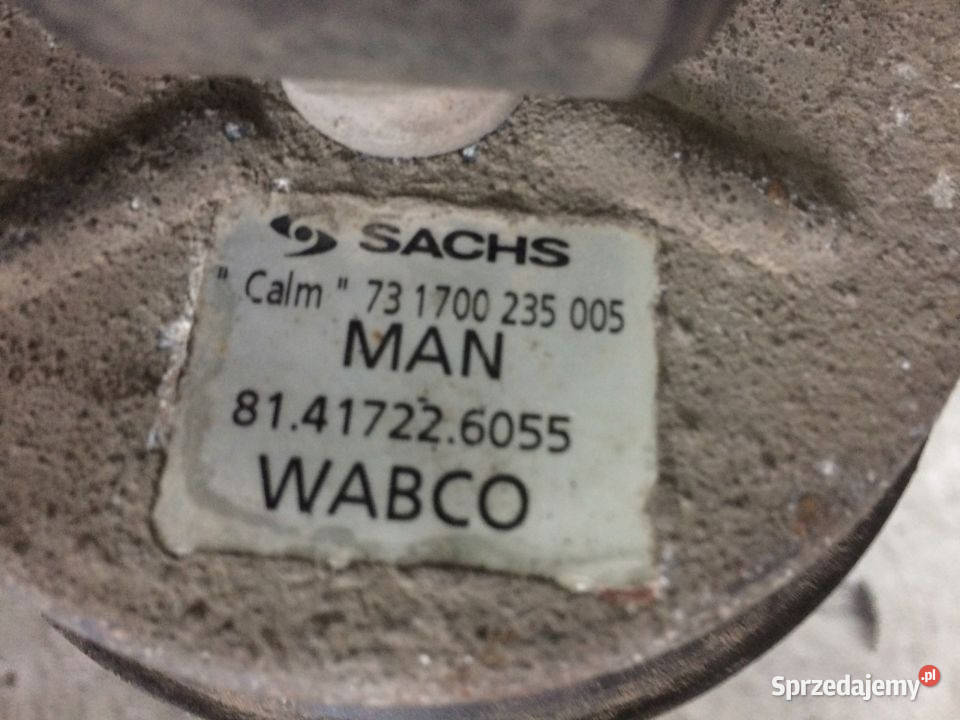 SACHS
" Calm " 73 1700 235 005
MAN
81.41722.6055
WABCO
Sprzedajemy.pl